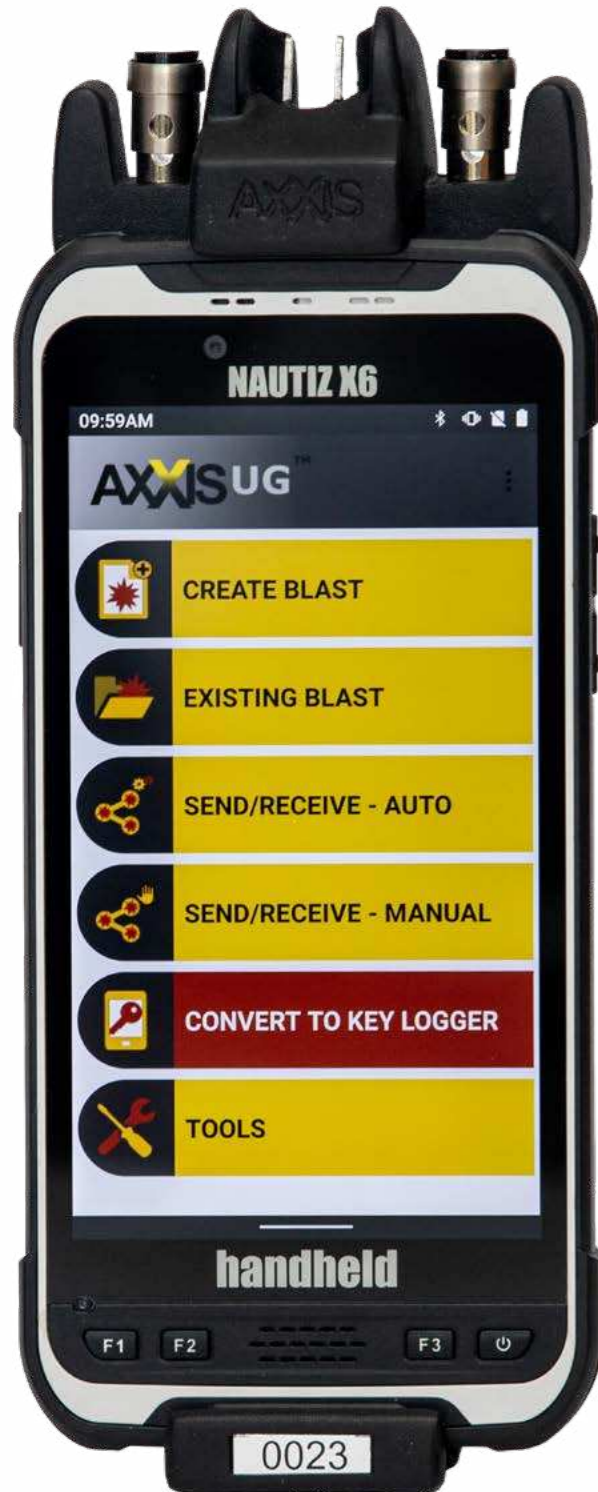 AXXIS
NAUTIZ X6
09:59AM
AXXIS UG™
CREATE BLAST
EXISTING BLAST
SEND/RECEIVE - AUTO
SEND/RECEIVE - MANUAL
CONVERT TO KEY LOGGER
TOOLS
handheld
F1 F2 F3
0023